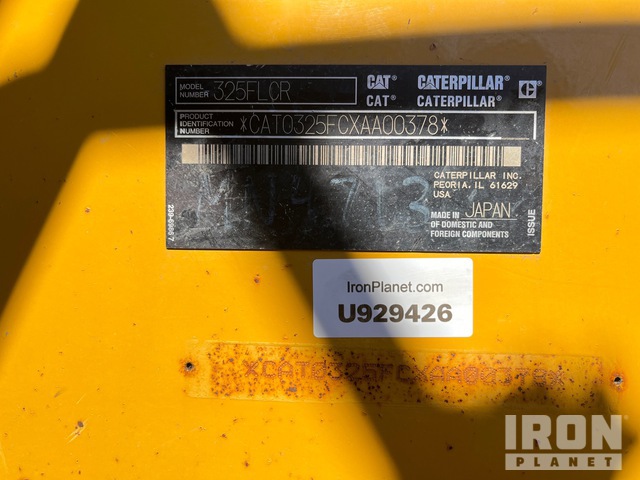 MODEL NUMBER 325FLCR
CAT® CATERPILLAR®
CAT® CATERPILLAR®
PRODUCT IDENTIFICATION NUMBER *CAT0325FCXAA00378*
CATERPILLAR INC.
PEORIA, IL 61629
USA
MADE IN JAPAN
OF DOMESTIC AND
FOREIGN COMPONENTS
ISSUE
IronPlanet.com
U929426
*CAT0325FCXAA00378*
IRON
PLANET